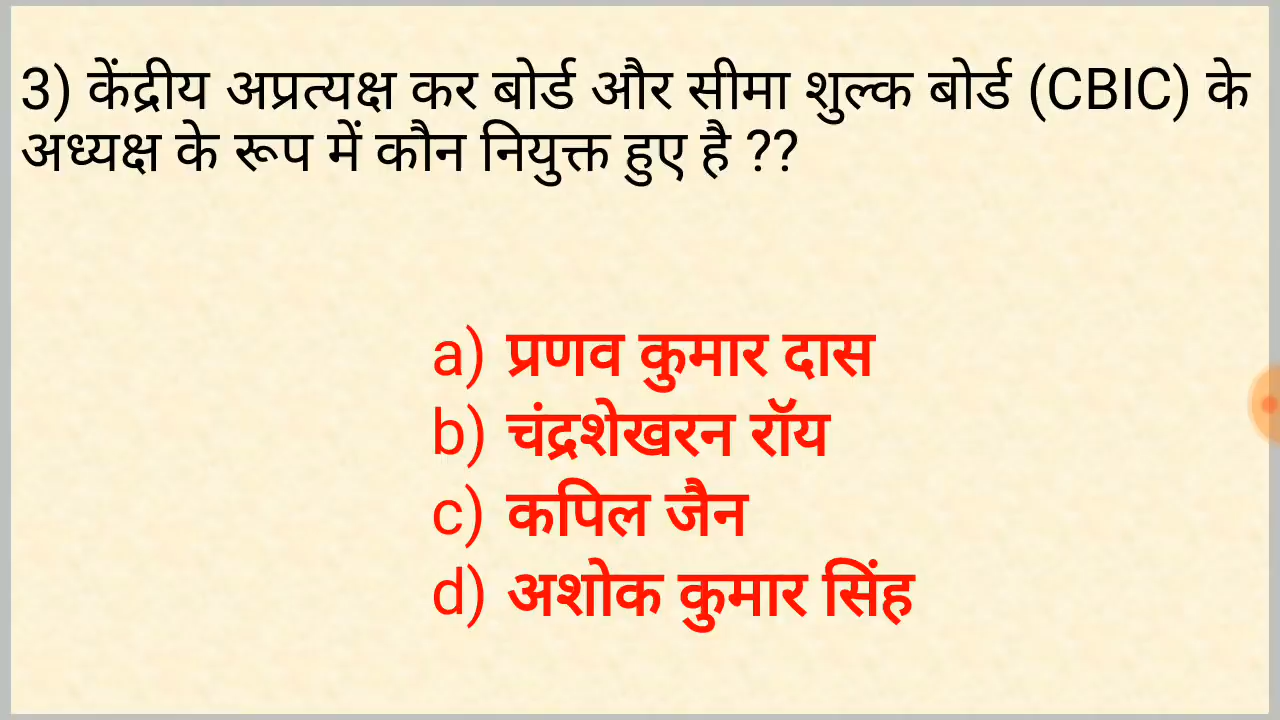 3) केंद्रीय अप्रत्यक्ष कर बोर्ड और सीमा शुल्क बोर्ड (CBIC) के
अध्यक्ष के रूप में कौन नियुक्त हुए है ??
a) प्रणव कुमार दास
b) चंद्रशेखरन रॉय
c) कपिल जैन
d) अशोक कुमार सिंह